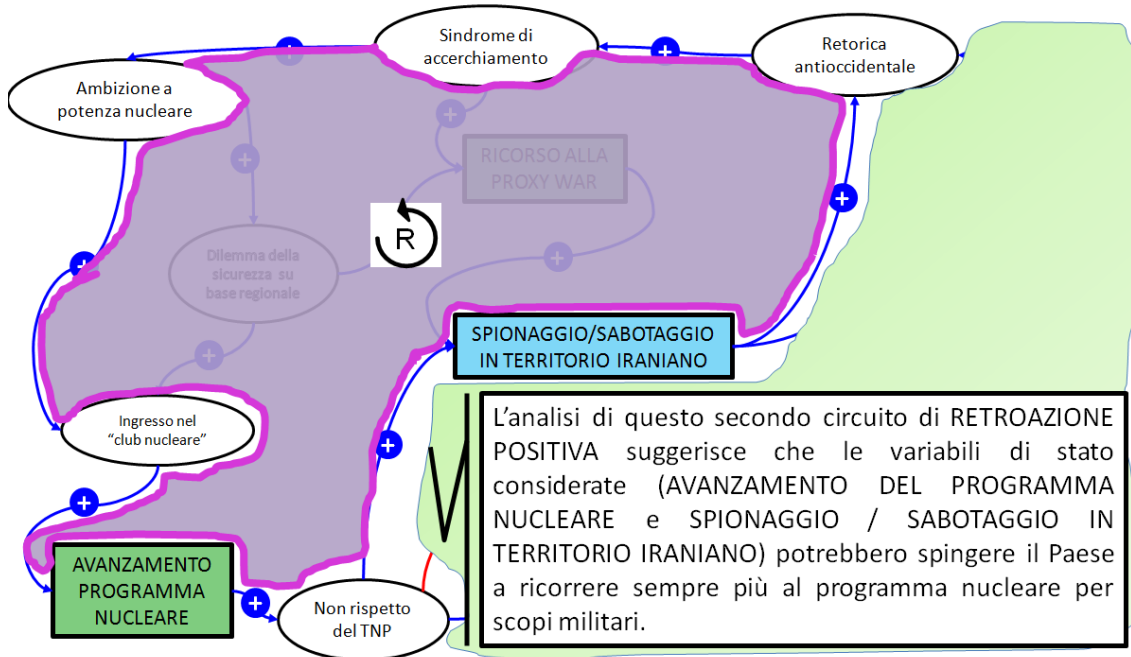 Sindrome di
accerchiamento
Retorica
antioccidentale
Ambizione a
potenza nucleare
+
+
+
+
+
RICORSO ALLA
PROXY WAR
R
Dilemma della
sicurezza su
base regionale
+
+
+
+
SPIONAGGIO/SABOTAGGIO
IN TERRITORIO IRANIANO
Ingresso nel
“club nucleare”
+
+
AVANZAMENTO
PROGRAMMA
NUCLEARE
+
Non rispetto
del TNP
L’analisi di questo secondo circuito di RETROAZIONE
POSITIVA suggerisce che le variabili di stato
considerate (AVANZAMENTO DEL PROGRAMMA
NUCLEARE e SPIONAGGIO / SABOTAGGIO IN
TERRITORIO IRANIANO) potrebbero spingere il Paese
a ricorrere sempre più al programma nucleare per
scopi militari.